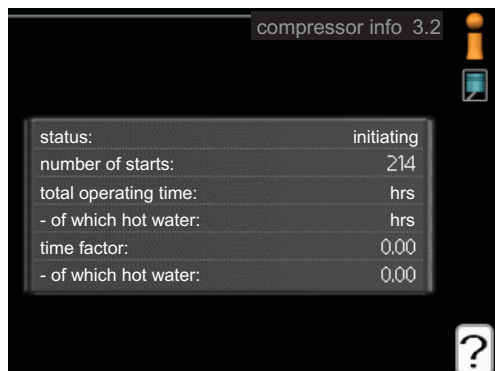 compressor info 3.2
status: initiating
number of starts: 214
total operating time: hrs
- of which hot water: hrs
time factor: 0.00
- of which hot water: 0.00
?